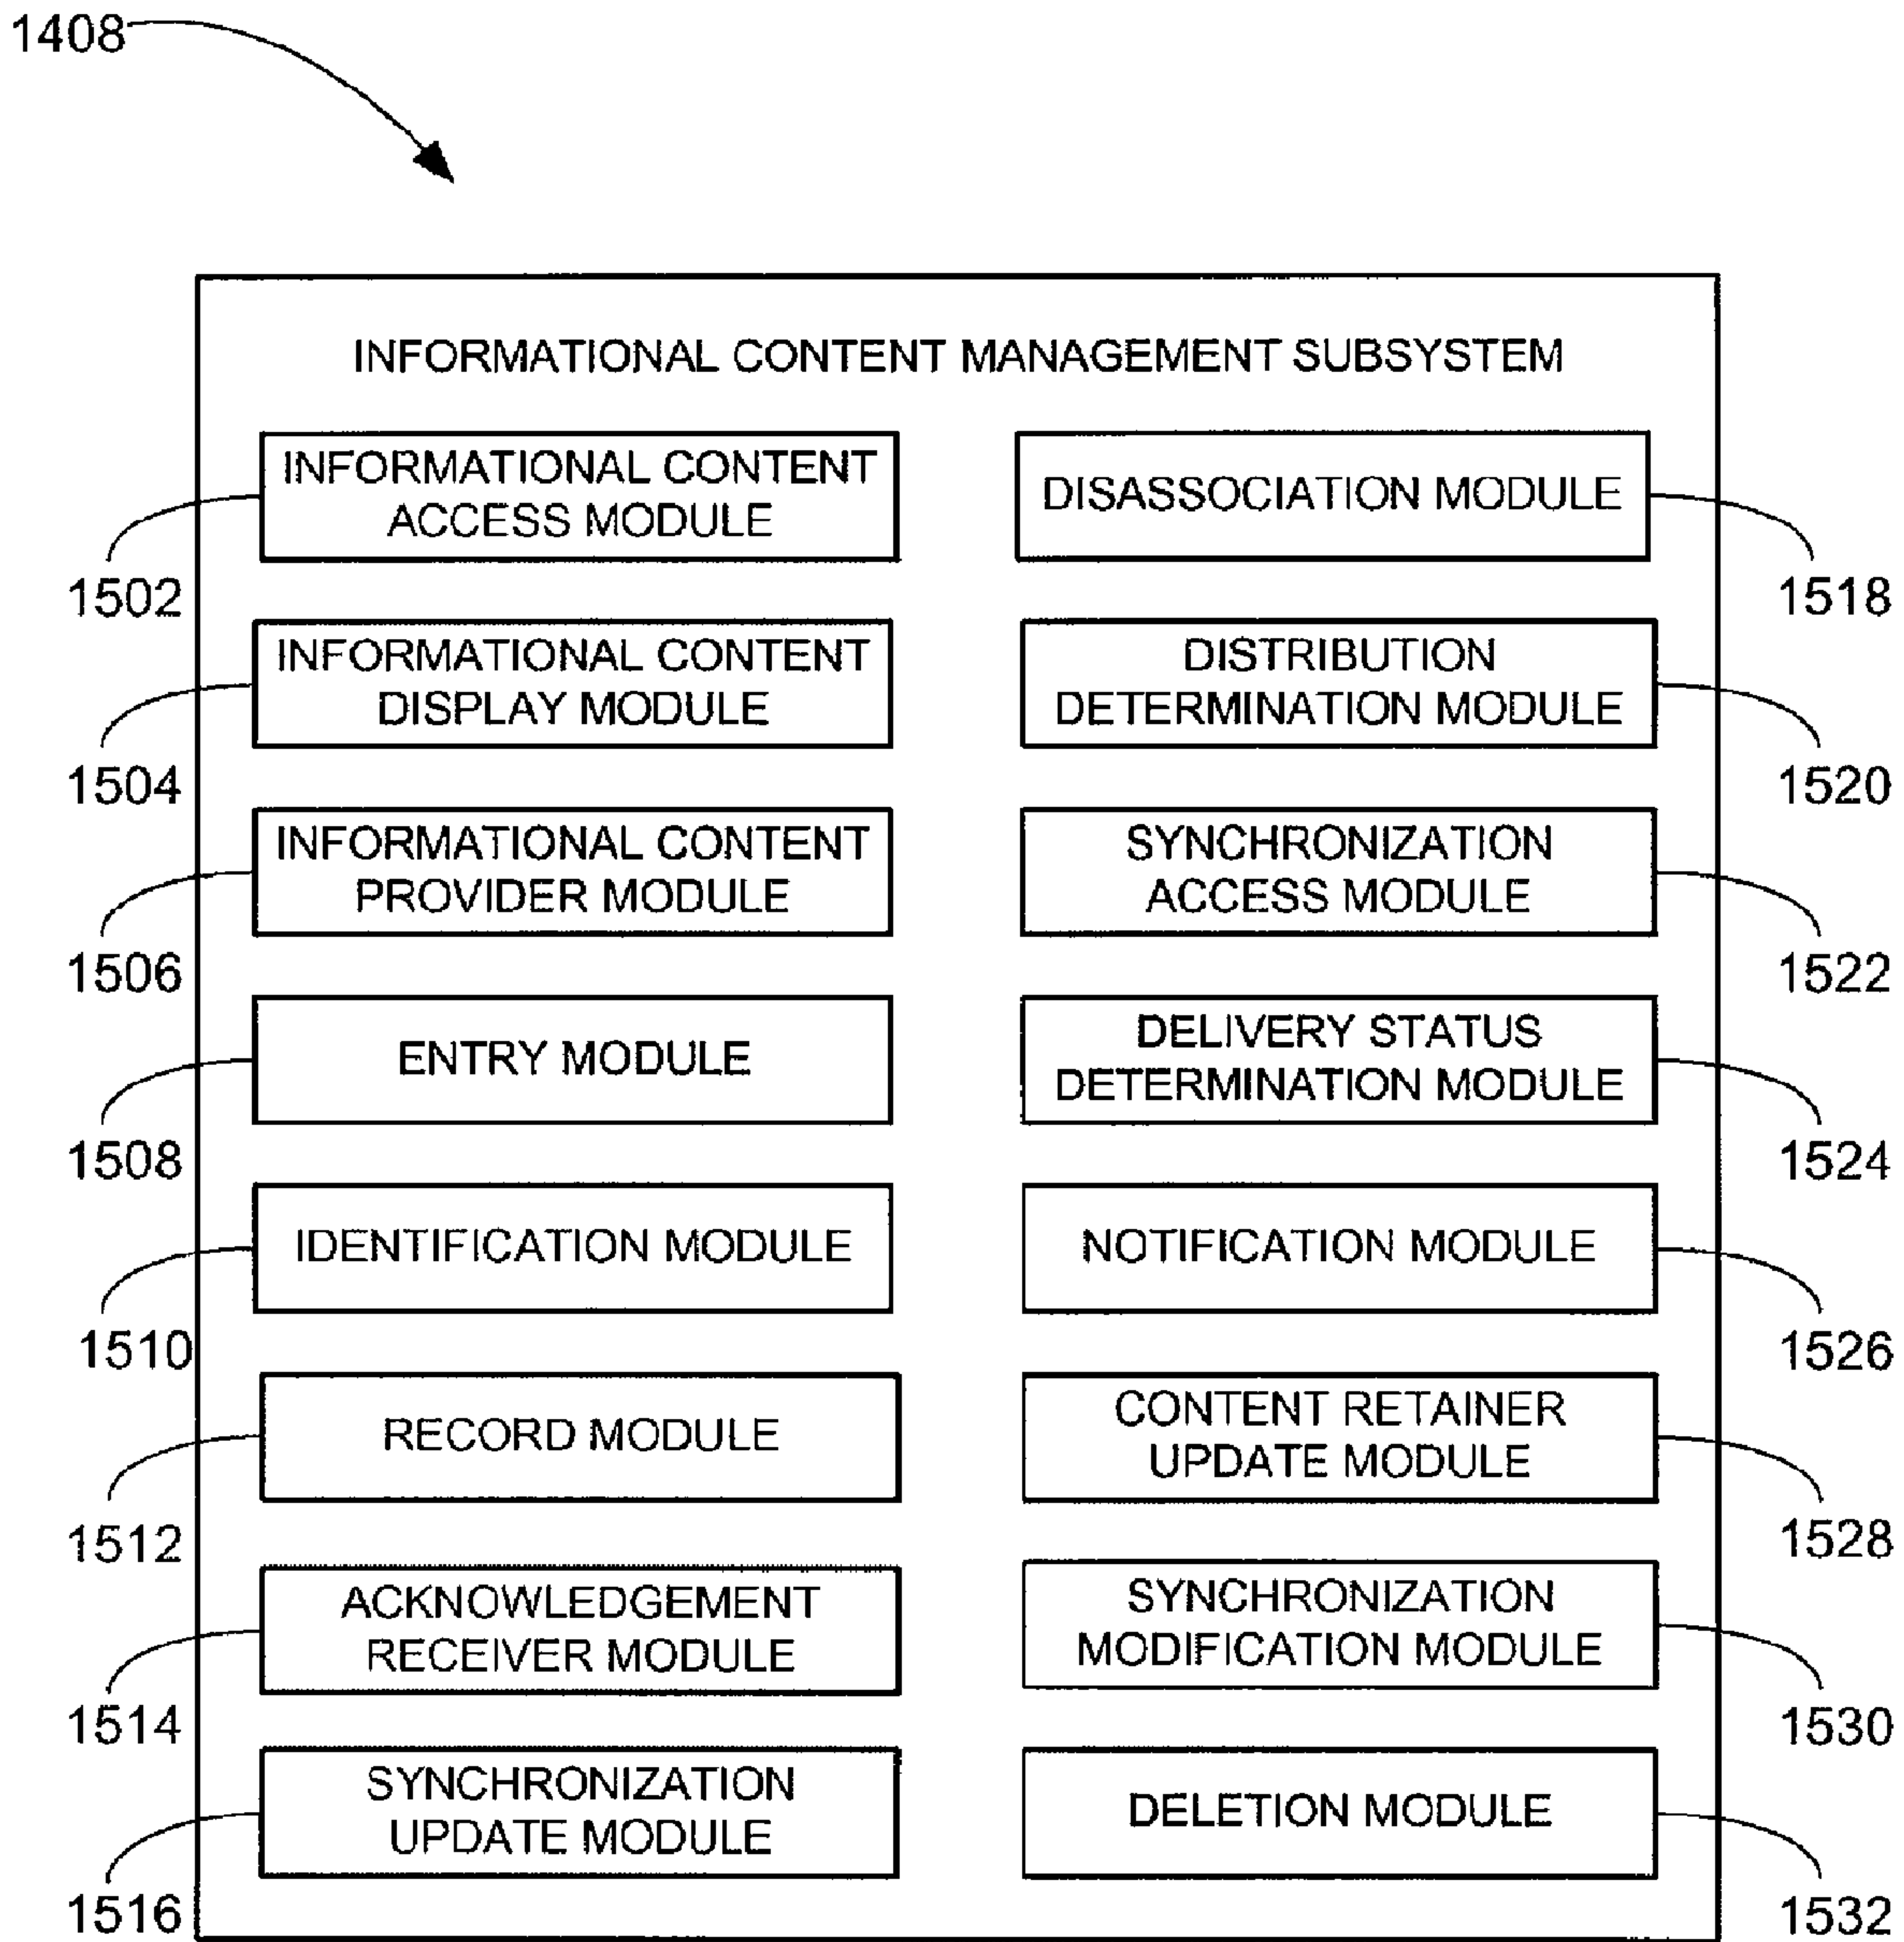 1408
INFORMATIONAL CONTENT MANAGEMENT SUBSYSTEM
INFORMATIONAL CONTENT
ACCESS MODULE
1502
DISASSOCIATION MODULE
1518
INFORMATIONAL CONTENT
DISPLAY MODULE
1504
DISTRIBUTION
DETERMINATION MODULE
1520
INFORMATIONAL CONTENT
PROVIDER MODULE
1506
SYNCHRONIZATION
ACCESS MODULE
1522
ENTRY MODULE
1508
DELIVERY STATUS
DETERMINATION MODULE
1524
IDENTIFICATION MODULE
1510
NOTIFICATION MODULE
1526
RECORD MODULE
1512
CONTENT RETAINER
UPDATE MODULE
1528
ACKNOWLEDGEMENT
RECEIVER MODULE
1514
SYNCHRONIZATION
MODIFICATION MODULE
1530
SYNCHRONIZATION
UPDATE MODULE
1516
DELETION MODULE
1532